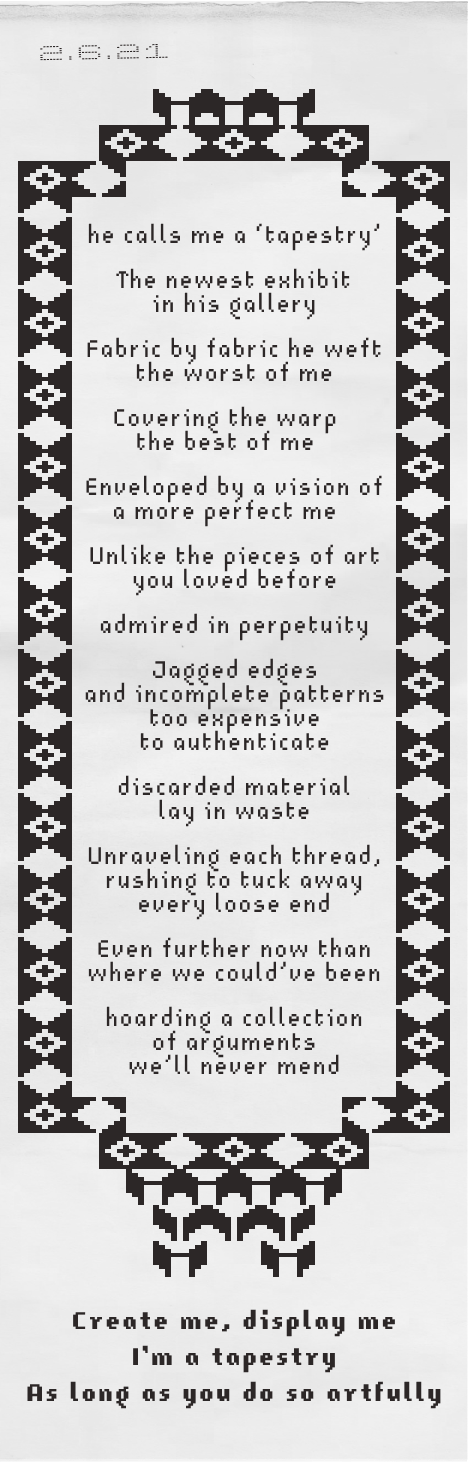 2.6.21
he calls me a ‘tapestry’
The newest exhibit
in his gallery
Fabric by fabric he weft
the worst of me
Covering the warp
the best of me
Enveloped by a vision of
a more perfect me
Unlike the pieces of art
you loved before
admired in perpetuity
Jagged edges
and incomplete patterns
too expensive
to authenticate
discarded material
lay in waste
Unraveling each thread,
rushing to tuck away
every loose end
Even further now than
where we could’ve been
hoarding a collection
of arguments
we’ll never mend
Create me, display me
I'm a tapestry
As long as you do so artfully